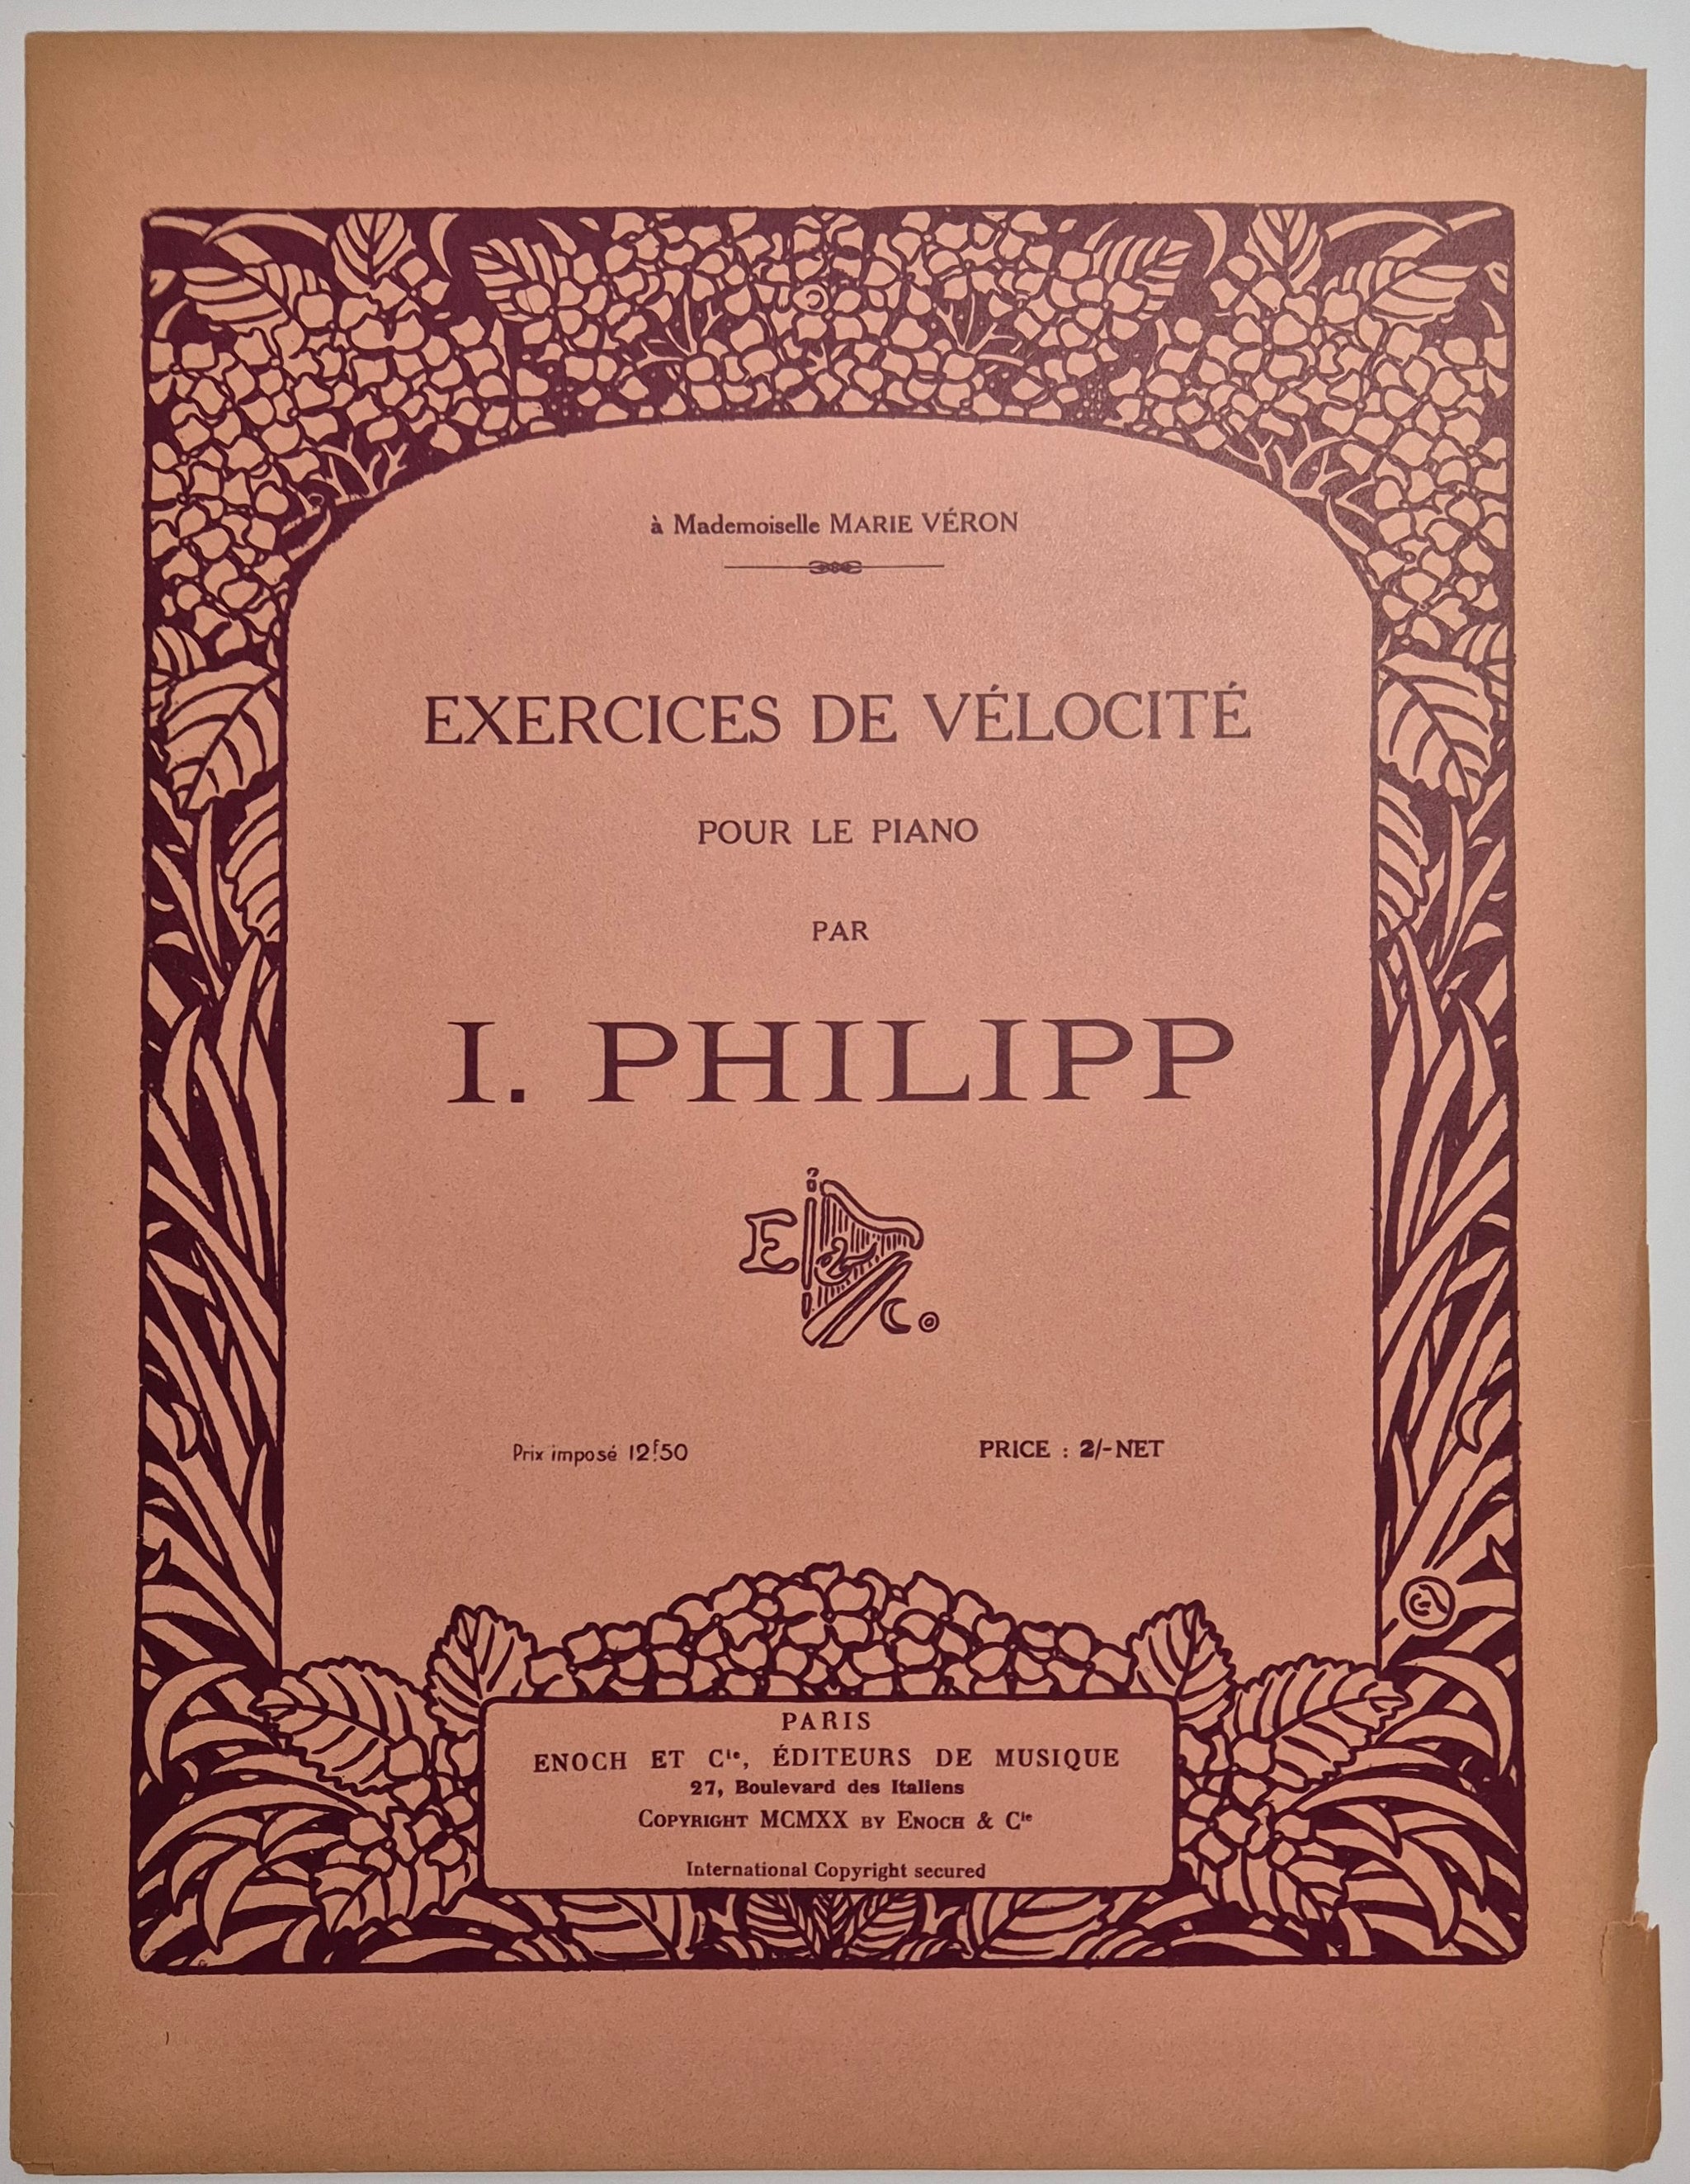 à Mademoiselle MARIE VÉRON
EXERCICES DE VÉLOCITÉ
POUR LE PIANO
PAR
I. PHILIPP
E & Co
Prix imposé 12f50
PRICE : 2/- NET
PARIS
ENOCH ET Cie, ÉDITEURS DE MUSIQUE
27, Boulevard des Italiens
COPYRIGHT MCMXX BY ENOCH & Cie
International Copyright secured